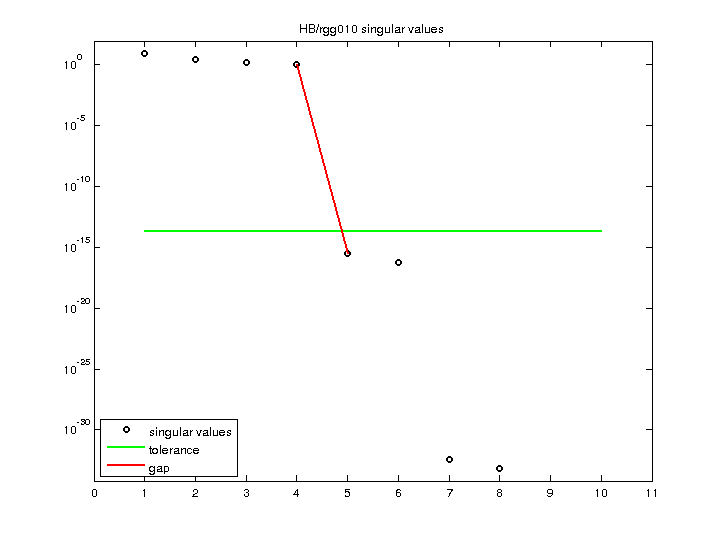 HB/rgg010 singular values
10^0
10^-5
10^-10
10^-15
10^-20
10^-25
10^-30
singular values
tolerance
gap
0 1 2 3 4 5 6 7 8 9 10 11